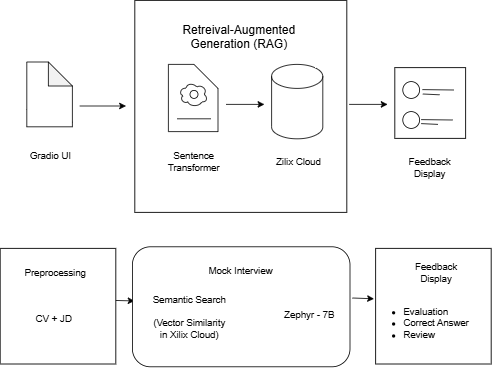 Retreival-Augmented
Generation (RAG)
Gradio UI
Sentence
Transformer
Zilix Cloud
Feedback
Display
Preprocessing
CV + JD
Mock Interview
Semantic Search
(Vector Similarity
in Xilix Cloud)
Zephyr - 7B
Feedback
Display
• Evaluation
• Correct Answer
• Review